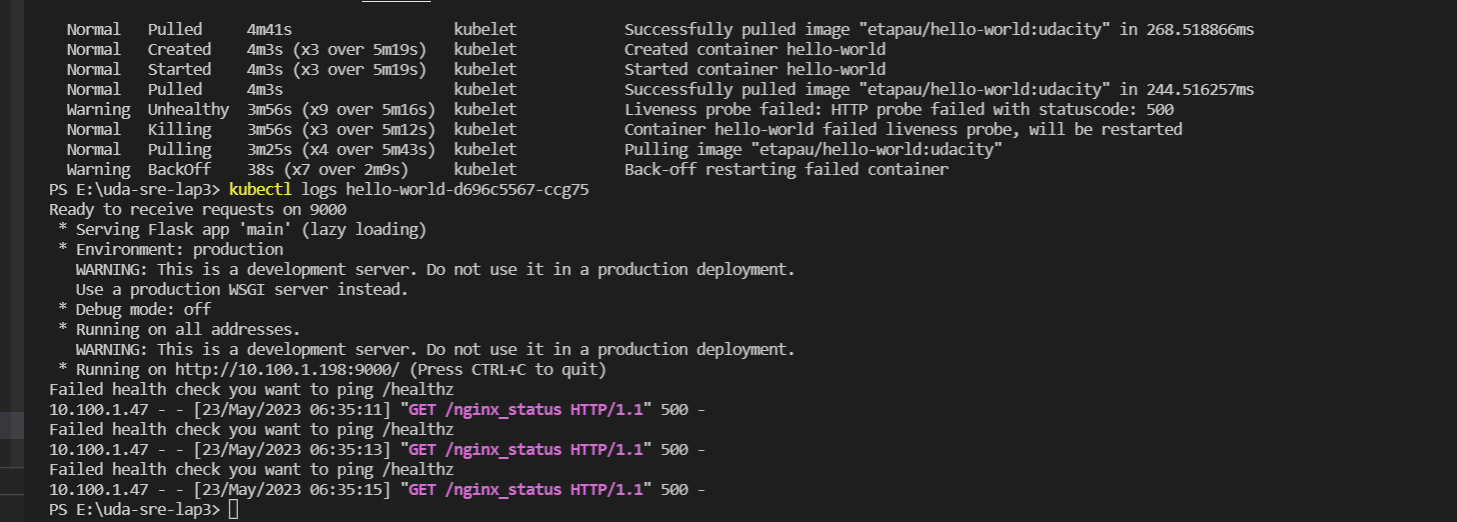 Normal   Pulled     4m41s                  kubelet            Successfully pulled image "etapau/hello-world:udacity" in 268.518866ms
Normal   Created    4m3s (x3 over 5m19s)   kubelet            Created container hello-world
Normal   Started    4m3s (x3 over 5m19s)   kubelet            Started container hello-world
Normal   Pulled     4m3s                   kubelet            Successfully pulled image "etapau/hello-world:udacity" in 244.516257ms
Warning  Unhealthy  3m56s (x9 over 5m16s)  kubelet            Liveness probe failed: HTTP probe failed with statuscode: 500
Normal   Killing    3m56s (x3 over 5m12s)  kubelet            Container hello-world failed liveness probe, will be restarted
Normal   Pulling    3m25s (x4 over 5m43s)  kubelet            Pulling image "etapau/hello-world:udacity"
Warning  BackOff    38s (x7 over 2m9s)     kubelet            Back-off restarting failed container
PS E:\uda-sre-lap3> kubectl logs hello-world-d696c5567-ccg75
Ready to receive requests on 9000
* Serving Flask app 'main' (lazy loading)
* Environment: production
WARNING: This is a development server. Do not use it in a production deployment.
Use a production WSGI server instead.
* Debug mode: off
* Running on all addresses.
WARNING: This is a development server. Do not use it in a production deployment.
* Running on http://10.100.1.198:9000/ (Press CTRL+C to quit)
Failed health check you want to ping /healthz
10.100.1.47 - - [23/May/2023 06:35:11] "GET /nginx_status HTTP/1.1" 500 -
Failed health check you want to ping /healthz
10.100.1.47 - - [23/May/2023 06:35:13] "GET /nginx_status HTTP/1.1" 500 -
Failed health check you want to ping /healthz
10.100.1.47 - - [23/May/2023 06:35:15] "GET /nginx_status HTTP/1.1" 500 -
PS E:\uda-sre-lap3>